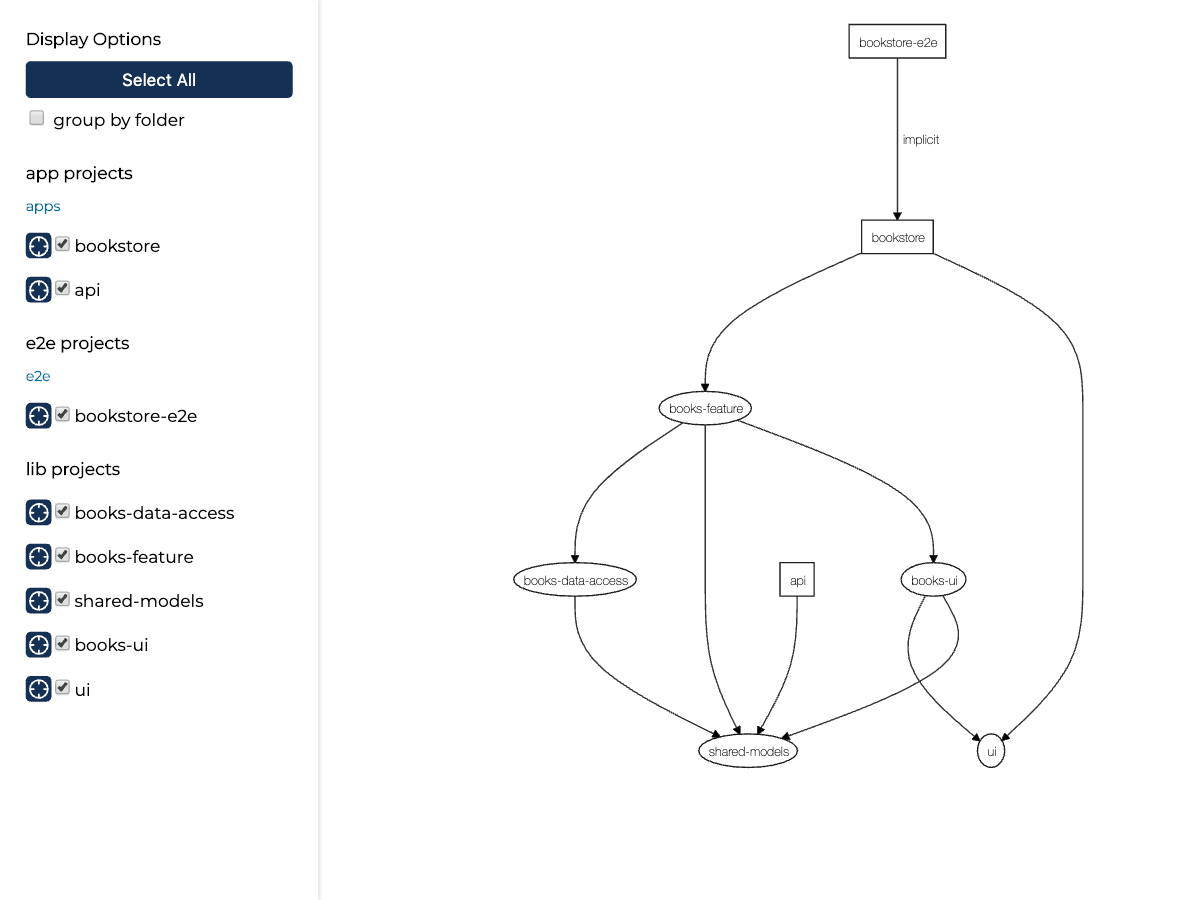 Display Options
Select All
group by folder
app projects
apps
bookstore
api
e2e projects
e2e
bookstore-e2e
lib projects
books-data-access
books-feature
shared-models
books-ui
ui
bookstore-e2e
implicit
bookstore
books-feature
books-data-access
api
books-ui
shared-models
ui